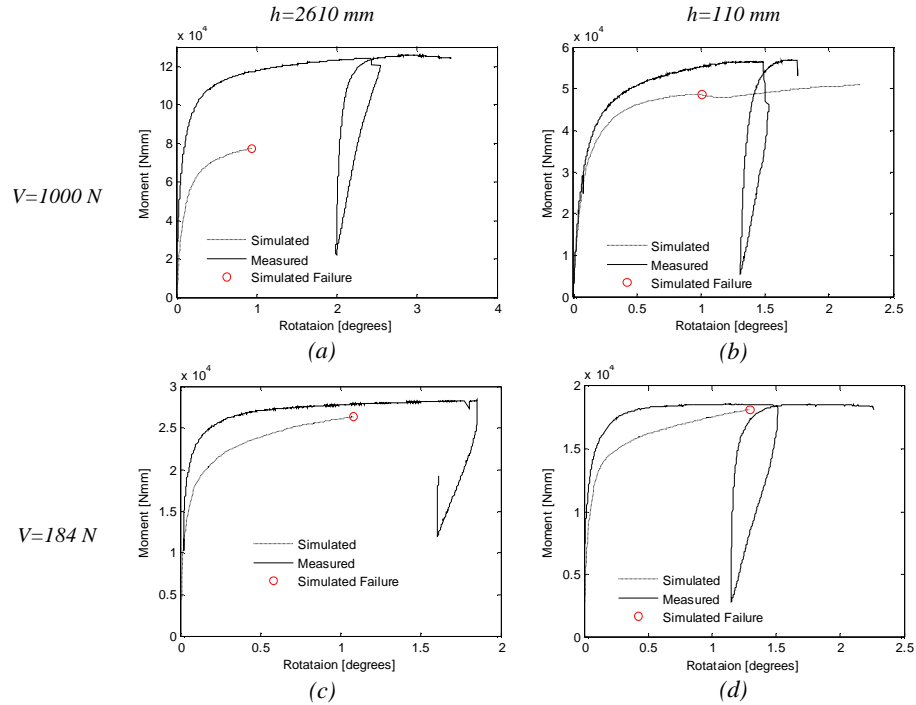 h=2610 mm
h=110 mm
V=1000 N
V=184 N
x 10^4
14
12
10
8
6
4
2
0
0 1 2 3 4
Moment [Nmm]
Rotataion [degrees]
Simulated
Measured
Simulated Failure
(a)
x 10^4
6
5
4
3
2
1
0
0 0.5 1 1.5 2 2.5
Moment [Nmm]
Rotataion [degrees]
Simulated
Measured
Simulated Failure
(b)
x 10^4
3
2.5
2
1.5
1
0.5
0
0 0.5 1 1.5 2
Moment [Nmm]
Rotataion [degrees]
Simulated
Measured
Simulated Failure
(c)
x 10^4
2
1.5
1
0.5
0
0 0.5 1 1.5 2 2.5
Moment [Nmm]
Rotataion [degrees]
Simulated
Measured
Simulated Failure
(d)